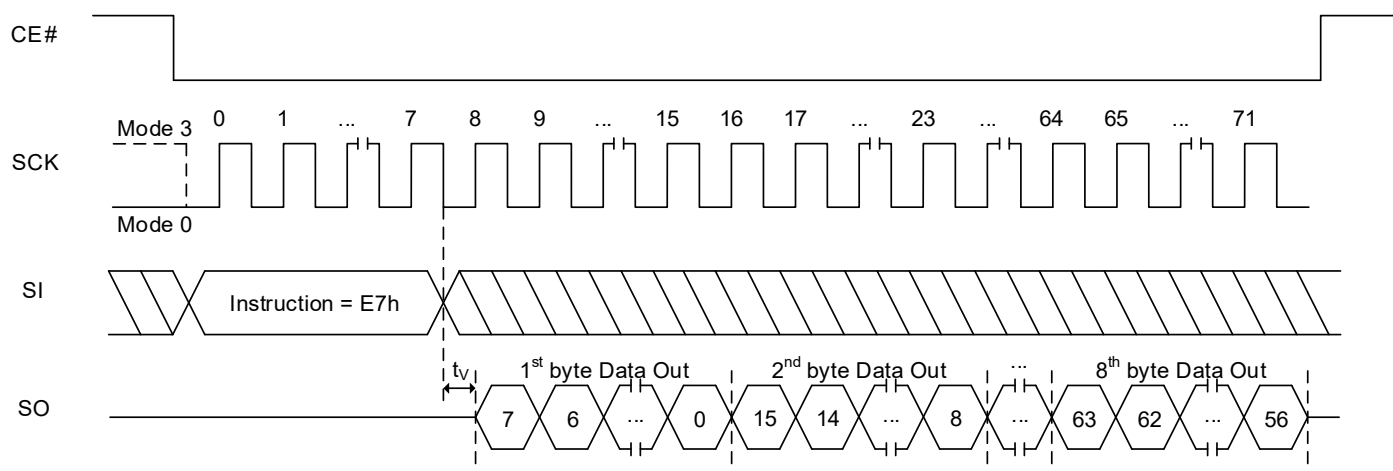 CE#
Mode 3 0 1 ... 7 8 9 ... 15 16 17 ... 23 ... 64 65 ... 71
SCK
Mode 0
SI Instruction = E7h
tV 1st byte Data Out 2nd byte Data Out ... 8th byte Data Out
SO 7 6 ... 0 15 14 ... 8 ... 63 62 ... 56